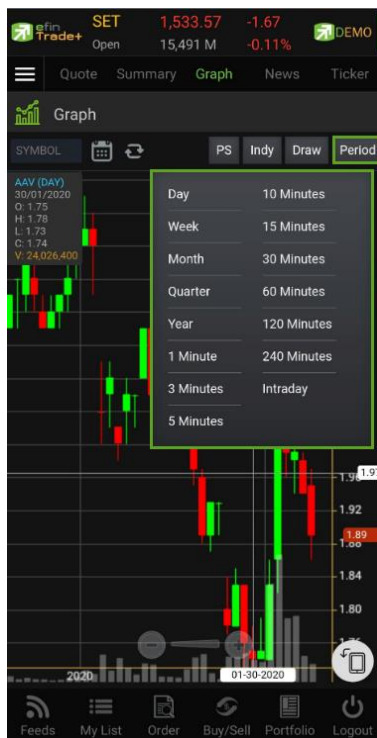 efin SET 1,533.57 -1.67
Trade+ Open 15,491 M -0.11% DEMO
Quote Summary Graph News Ticker
Graph
SYMBOL PS Indy Draw Period
AAV (DAY)
30/01/2020
O: 1.75
H: 1.78
L: 1.73
C: 1.74
V: 24,026,400
Day 10 Minutes
Week 15 Minutes
Month 30 Minutes
Quarter 60 Minutes
Year 120 Minutes
1 Minute 240 Minutes
3 Minutes Intraday
5 Minutes
1.92
1.89
1.84
1.80
2020 01-30-2020
Feeds My List Order Buy/Sell Portfolio Logout